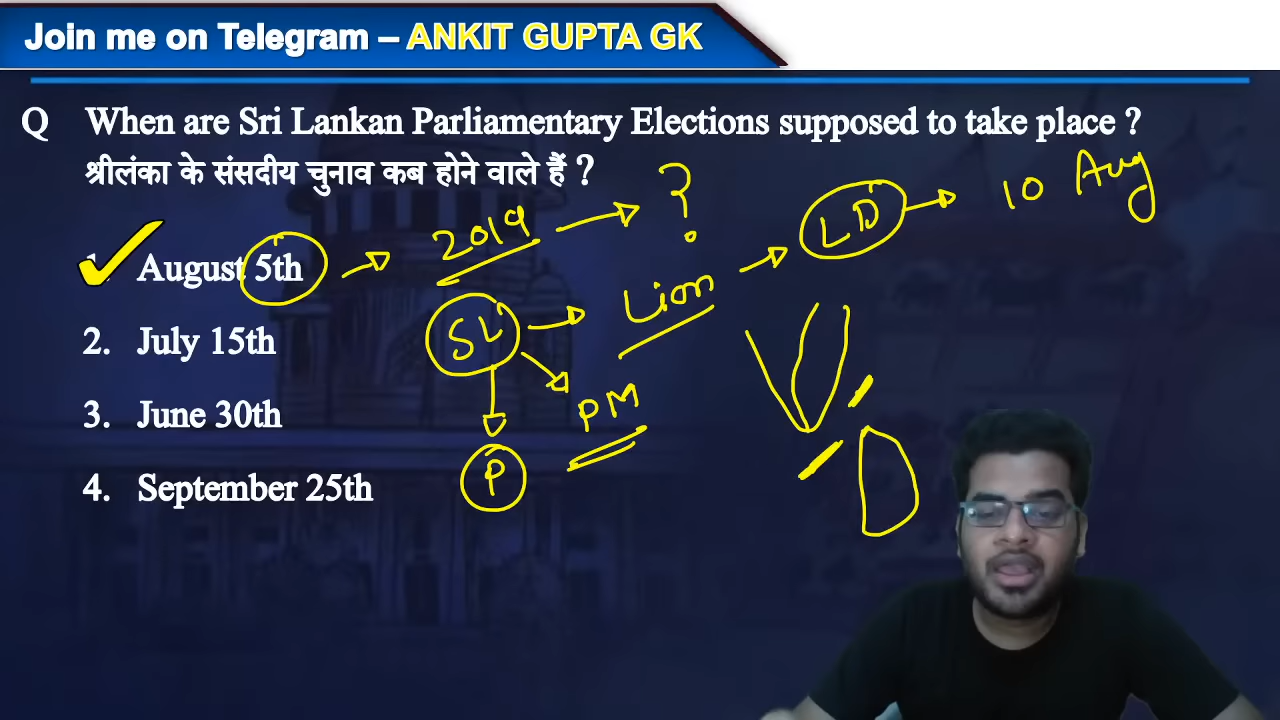 Join me on Telegram – ANKIT GUPTA GK
Q When are Sri Lankan Parliamentary Elections supposed to take place ?
श्रीलंका के संसदीय चुनाव कब होने वाले हैं ?
August 5th
2. July 15th
3. June 30th
4. September 25th
2019 ?
SL Lion LD 10 Aug
PM
P